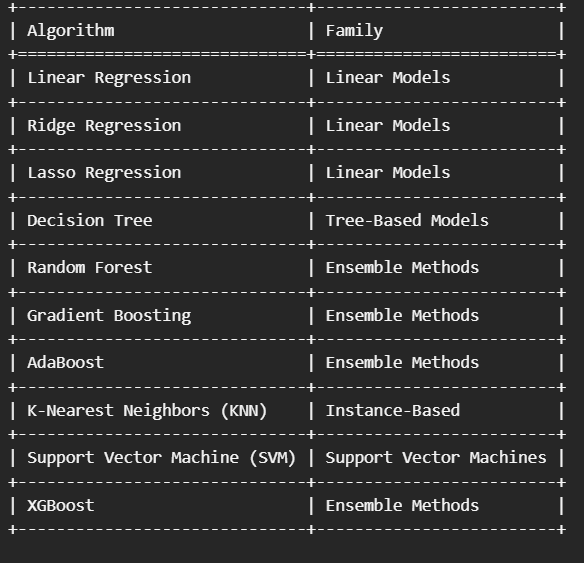 +------------------------------+-------------------------+
| Algorithm                    | Family                  |
+==============================+=========================+
| Linear Regression            | Linear Models           |
+------------------------------+-------------------------+
| Ridge Regression             | Linear Models           |
+------------------------------+-------------------------+
| Lasso Regression             | Linear Models           |
+------------------------------+-------------------------+
| Decision Tree                | Tree-Based Models       |
+------------------------------+-------------------------+
| Random Forest                | Ensemble Methods        |
+------------------------------+-------------------------+
| Gradient Boosting            | Ensemble Methods        |
+------------------------------+-------------------------+
| AdaBoost                     | Ensemble Methods        |
+------------------------------+-------------------------+
| K-Nearest Neighbors (KNN)    | Instance-Based          |
+------------------------------+-------------------------+
| Support Vector Machine (SVM) | Support Vector Machines |
+------------------------------+-------------------------+
| XGBoost                      | Ensemble Methods        |
+------------------------------+-------------------------+